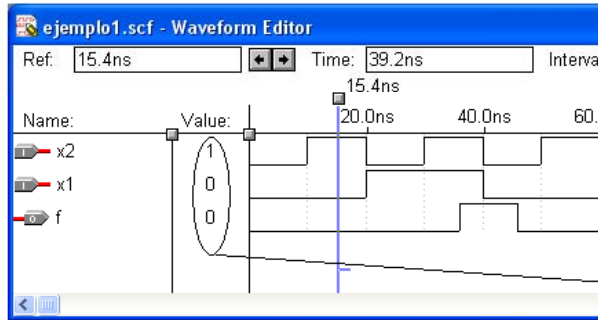 ejemplo1.scf - Waveform Editor
Ref: 15.4ns Time: 39.2ns Interva
15.4ns
Name: Value: 20.0ns 40.0ns 60.
x2 1
x1 0
f 0